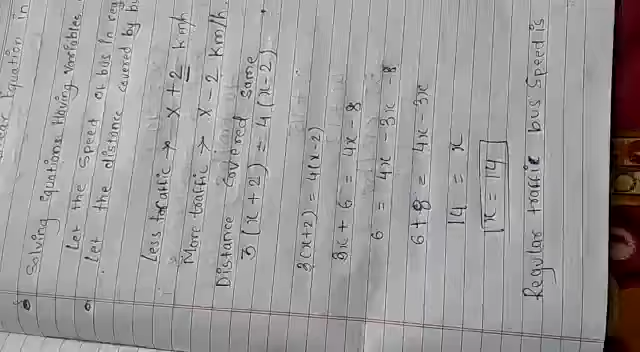 Equation in
Solving equations Having Variables
Let the speed of bus in reg
Let the distance covered by b
Less traffic → x + 2 km/h
More traffic → x - 2 km/h.
Distance covered same
3(x+2) = 4(x-2)
3(x+2) = 4(x-2)
3x + 6 = 4x - 8
6 = 4x - 3x - 8
6+8 = 4x - 3x
14 = x
x = 14
Regular traffic bus speed is